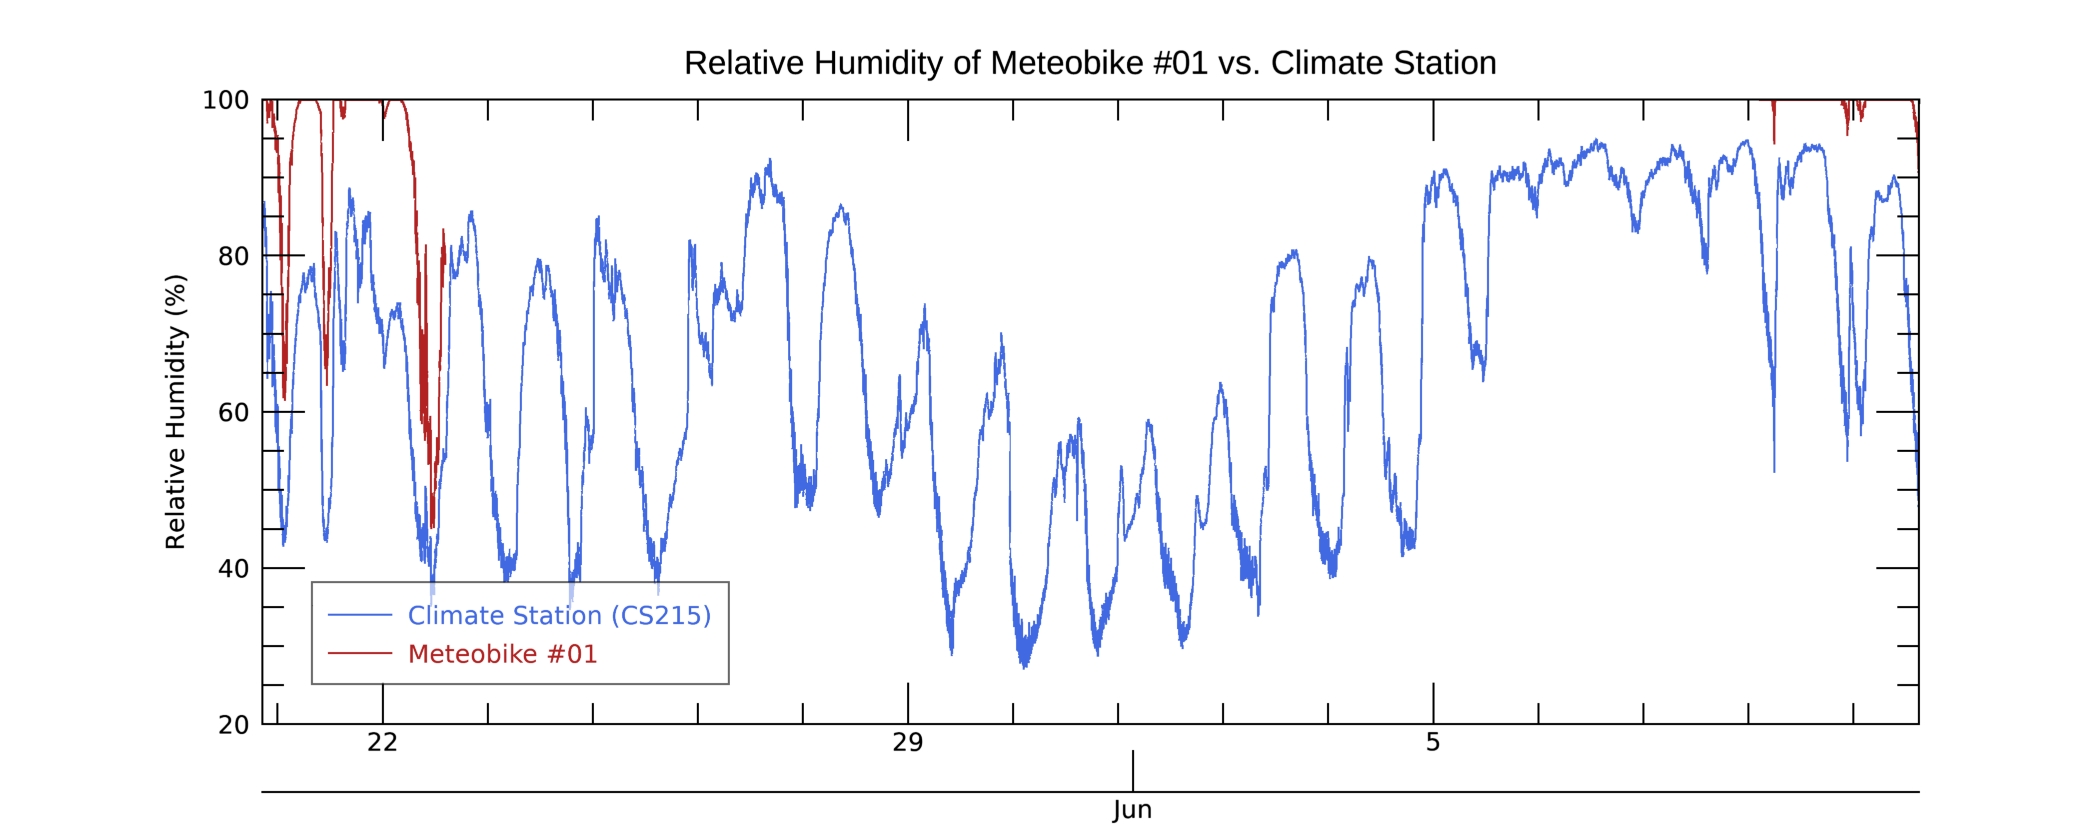 Relative Humidity of Meteobike #01 vs. Climate Station
Relative Humidity (%)
100
80
60
40
20
Climate Station (CS215)
Meteobike #01
22
29
5
Jun